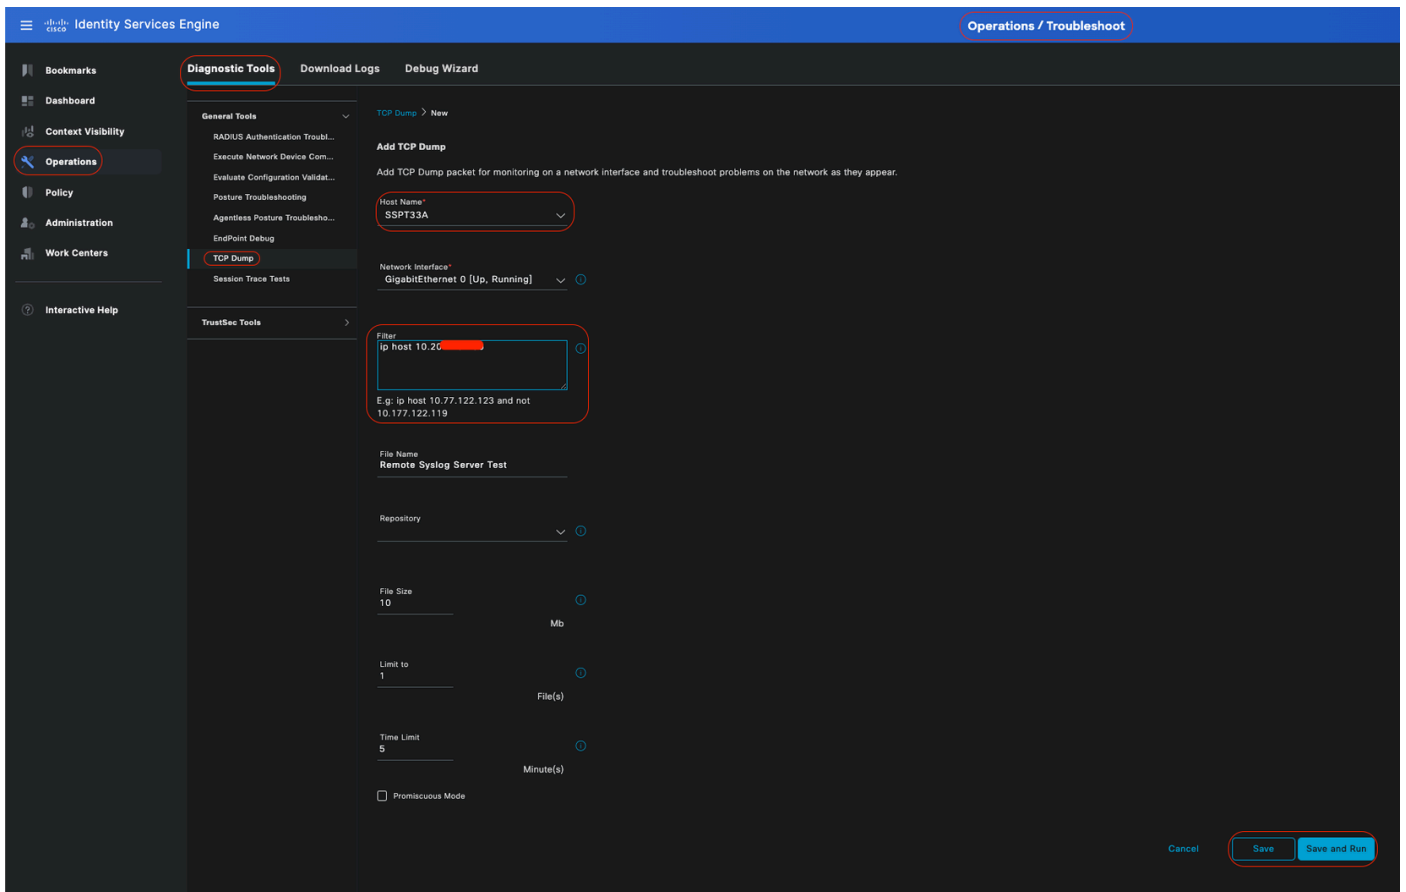 cisco Identity Services Engine
Operations / Troubleshoot
Bookmarks
Dashboard
Context Visibility
Operations
Policy
Administration
Work Centers
Interactive Help
Diagnostic Tools
Download Logs
Debug Wizard
General Tools
RADIUS Authentication Troubl...
Execute Network Device Com...
Evaluate Configuration Validat...
Posture Troubleshooting
Agentless Posture Troublesho...
EndPoint Debug
TCP Dump
Session Trace Tests
TrustSec Tools
TCP Dump > New
Add TCP Dump
Add TCP Dump packet for monitoring on a network interface and troubleshoot problems on the network as they appear.
Host Name*
SSPT33A
Network Interface*
GigabitEthernet 0 [Up, Running]
Filter
ip host 10.20
E.g: ip host 10.77.122.123 and not
10.177.122.119
File Name
Remote Syslog Server Test
Repository
File Size
10
Mb
Limit to
1
File(s)
Time Limit
5
Minute(s)
Promiscuous Mode
Cancel
Save
Save and Run